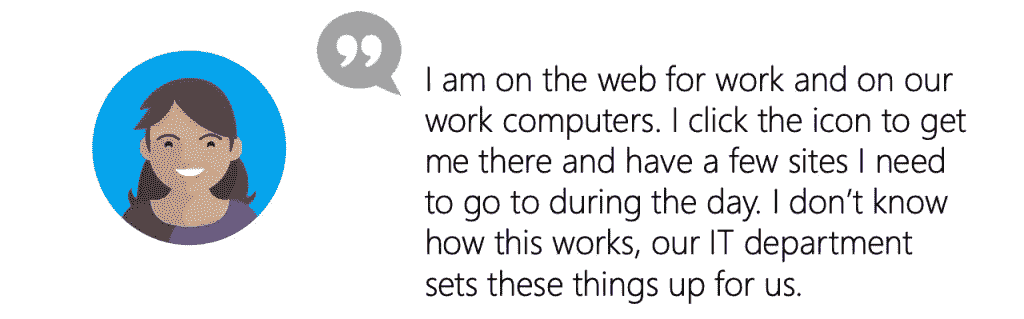 I am on the web for work and on our
work computers. I click the icon to get
me there and have a few sites I need
to go to during the day. I don’t know
how this works, our IT department
sets these things up for us.